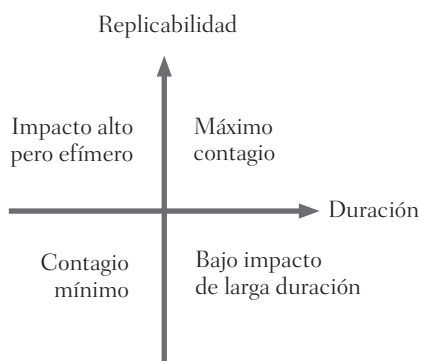 Replicabilidad
Impacto alto
pero efímero
Máximo
contagio
Duración
Contagio
mínimo
Bajo impacto
de larga duración